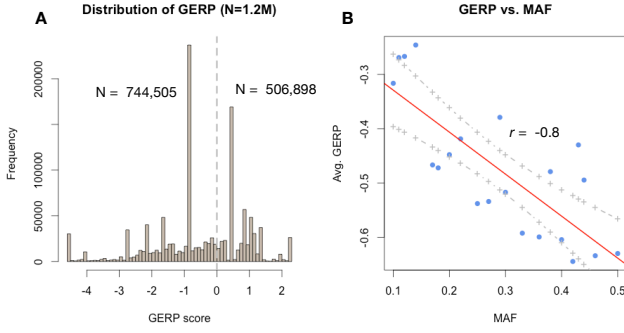 A
Distribution of GERP (N=1.2M)
N = 744,505
N = 506,898
Frequency
0
50000
100000
200000
-4
-3
-2
-1
0
1
2
GERP score
B
GERP vs. MAF
r = -0.8
Avg. GERP
-0.3
-0.4
-0.5
-0.6
0.1
0.2
0.3
0.4
0.5
MAF